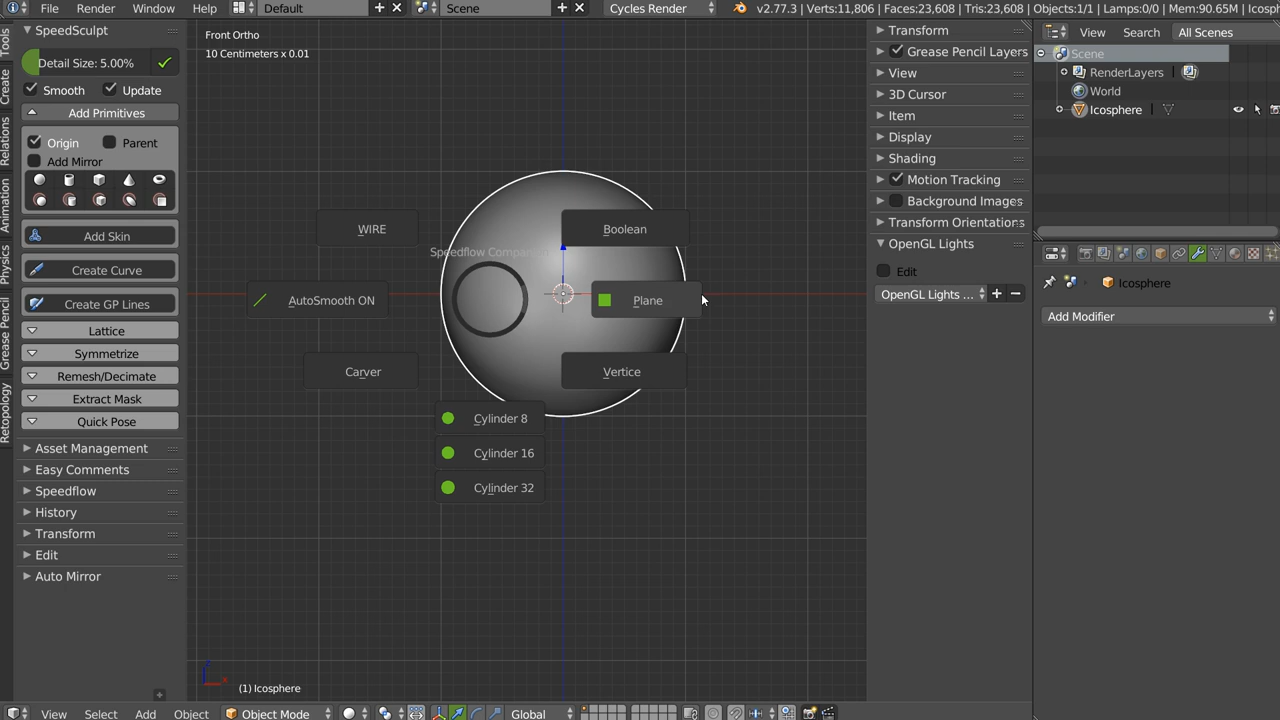 File
Render
Window
Help
Default
Scene
Cycles Render
v2.77.3 | Verts:11,806 | Faces:23,608 | Tris:23,608 | Objects:1/1 | Lamps:0/0 | Mem:90.65M | Icosph
Tools
Create
Relations
Animation
Physics
Grease Pencil
Retopology
SpeedSculpt
Detail Size: 5.00%
Smooth
Update
Add Primitives
Origin
Parent
Add Mirror
Add Skin
Create Curve
Create GP Lines
Lattice
Symmetrize
Remesh/Decimate
Extract Mask
Quick Pose
Asset Management
Easy Comments
Speedflow
History
Transform
Edit
Auto Mirror
Front Ortho
10 Centimeters x 0.01
WIRE
Boolean
Speedflow Compan
AutoSmooth ON
Plane
Carver
Vertice
Cylinder 8
Cylinder 16
Cylinder 32
(1) Icosphere
Transform
Grease Pencil Layers
View
3D Cursor
Item
Display
Shading
Motion Tracking
Background Images
Transform Orientations
OpenGL Lights
Edit
OpenGL Lights ...
View
Search
All Scenes
Scene
RenderLayers
World
Icosphere
Icosphere
Add Modifier
View
Select
Add
Object
Object Mode
Global